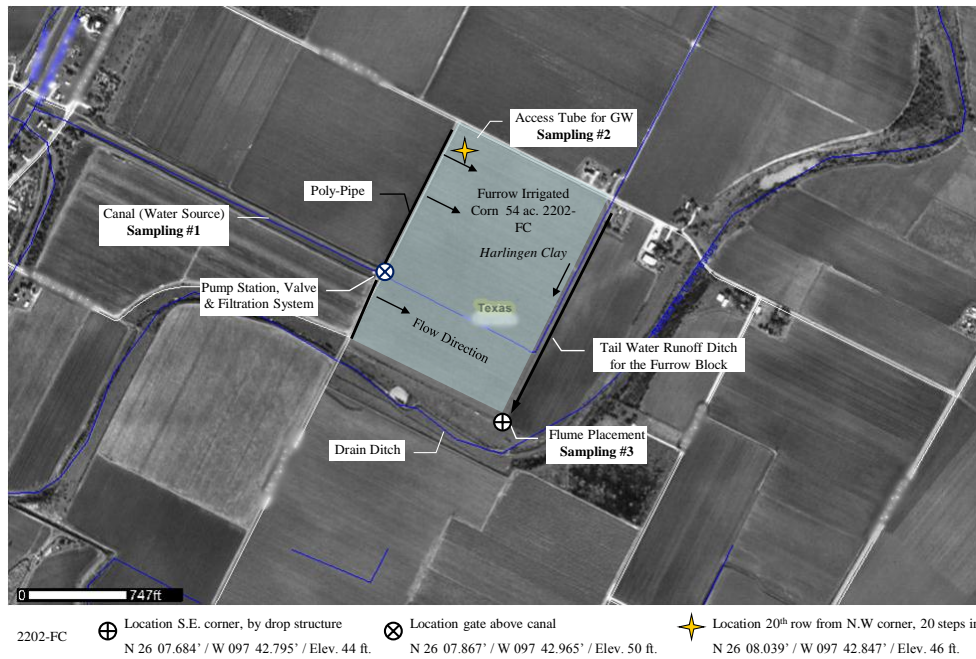 Access Tube for GW
Sampling #2
Poly-Pipe
Furrow Irrigated
Corn 54 ac. 2202-
FC
Canal (Water Source)
Sampling #1
Harlingen Clay
Pump Station, Valve
& Filtration System
Texas
Flow Direction
Tail Water Runoff Ditch
for the Furrow Block
Flume Placement
Sampling #3
Drain Ditch
0 747ft
2202-FC
Location S.E. corner, by drop structure
N 26 07.684' / W 097 42.795' / Elev. 44 ft.
Location gate above canal
N 26 07.867' / W 097 42.965' / Elev. 50 ft.
Location 20th row from N.W corner, 20 steps in
N 26 08.039' / W 097 42.847' / Elev. 46 ft.